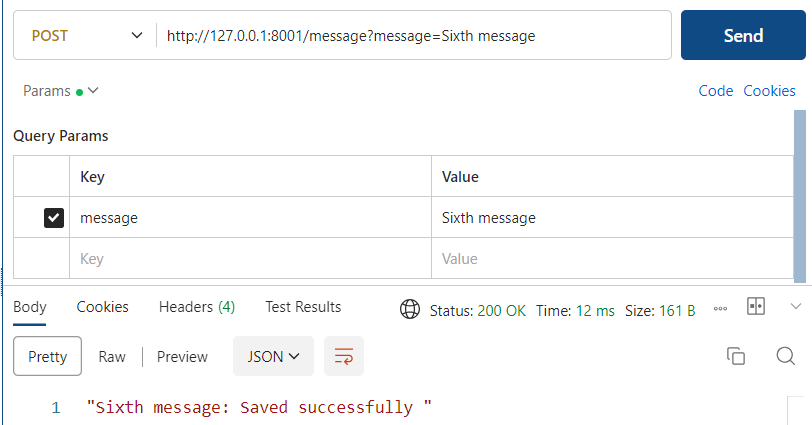 POST http://127.0.0.1:8001/message?message=Sixth message Send
Params Code Cookies
Query Params
Key Value
message Sixth message
Key Value
Body Cookies Headers (4) Test Results Status: 200 OK Time: 12 ms Size: 161 B
Pretty Raw Preview JSON
1 "Sixth message: Saved successfully "